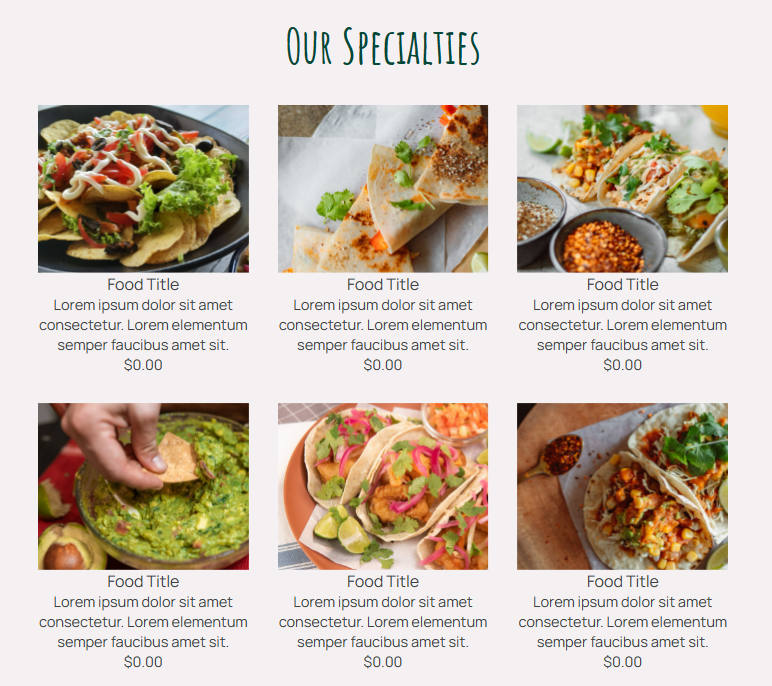 Our Specialties
Food Title
Lorem ipsum dolor sit amet
consectetur. Lorem elementum
semper faucibus amet sit.
$0.00
Food Title
Lorem ipsum dolor sit amet
consectetur. Lorem elementum
semper faucibus amet sit.
$0.00
Food Title
Lorem ipsum dolor sit amet
consectetur. Lorem elementum
semper faucibus amet sit.
$0.00
Food Title
Lorem ipsum dolor sit amet
consectetur. Lorem elementum
semper faucibus amet sit.
$0.00
Food Title
Lorem ipsum dolor sit amet
consectetur. Lorem elementum
semper faucibus amet sit.
$0.00
Food Title
Lorem ipsum dolor sit amet
consectetur. Lorem elementum
semper faucibus amet sit.
$0.00